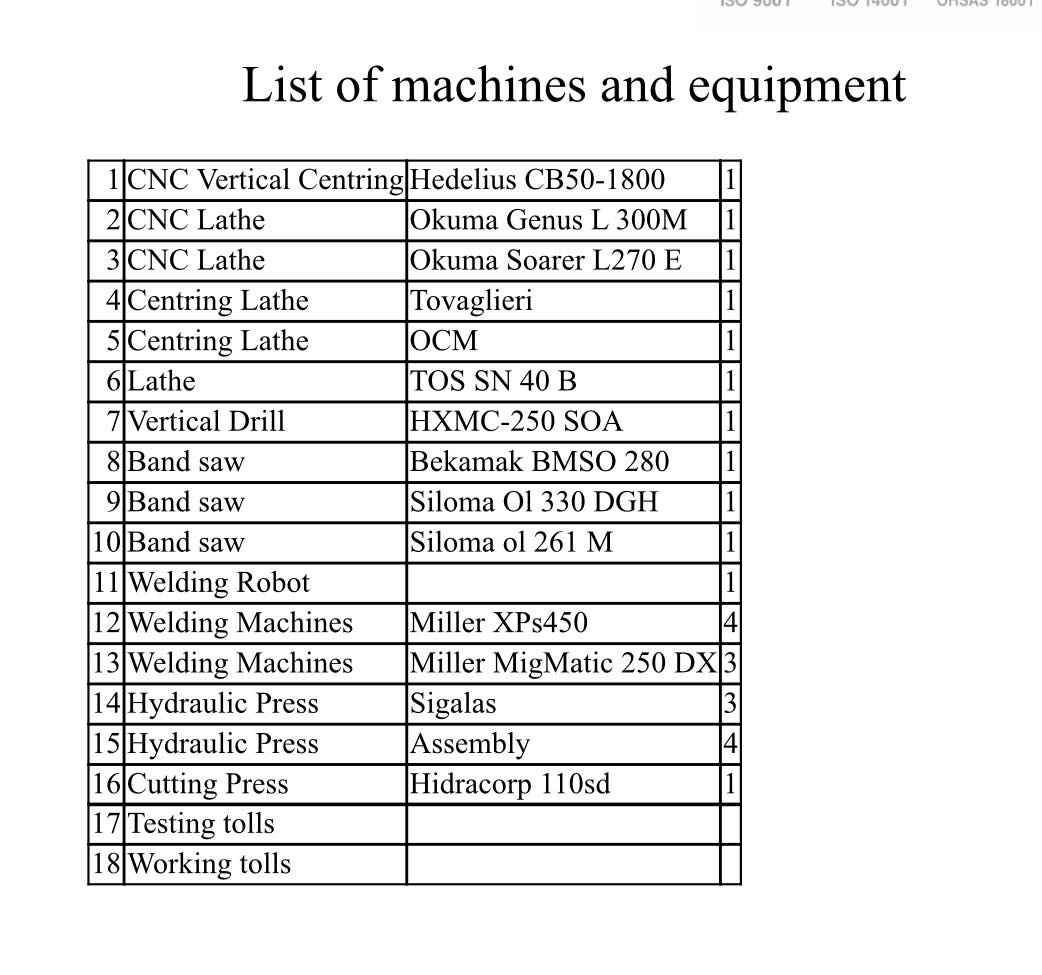 ISO 9001 ISO 14001 OHSAS 18001
List of machines and equipment
1 CNC Vertical Centring Hedelius CB50-1800 1
2 CNC Lathe Okuma Genus L 300M 1
3 CNC Lathe Okuma Soarer L270 E 1
4 Centring Lathe Tovaglieri 1
5 Centring Lathe OCM 1
6 Lathe TOS SN 40 B 1
7 Vertical Drill HXMC-250 SOA 1
8 Band saw Bekamak BMSO 280 1
9 Band saw Siloma Ol 330 DGH 1
10 Band saw Siloma ol 261 M 1
11 Welding Robot 1
12 Welding Machines Miller XPs450 4
13 Welding Machines Miller MigMatic 250 DX 3
14 Hydraulic Press Sigalas 3
15 Hydraulic Press Assembly 4
16 Cutting Press Hidracorp 110sd 1
17 Testing tolls
18 Working tolls